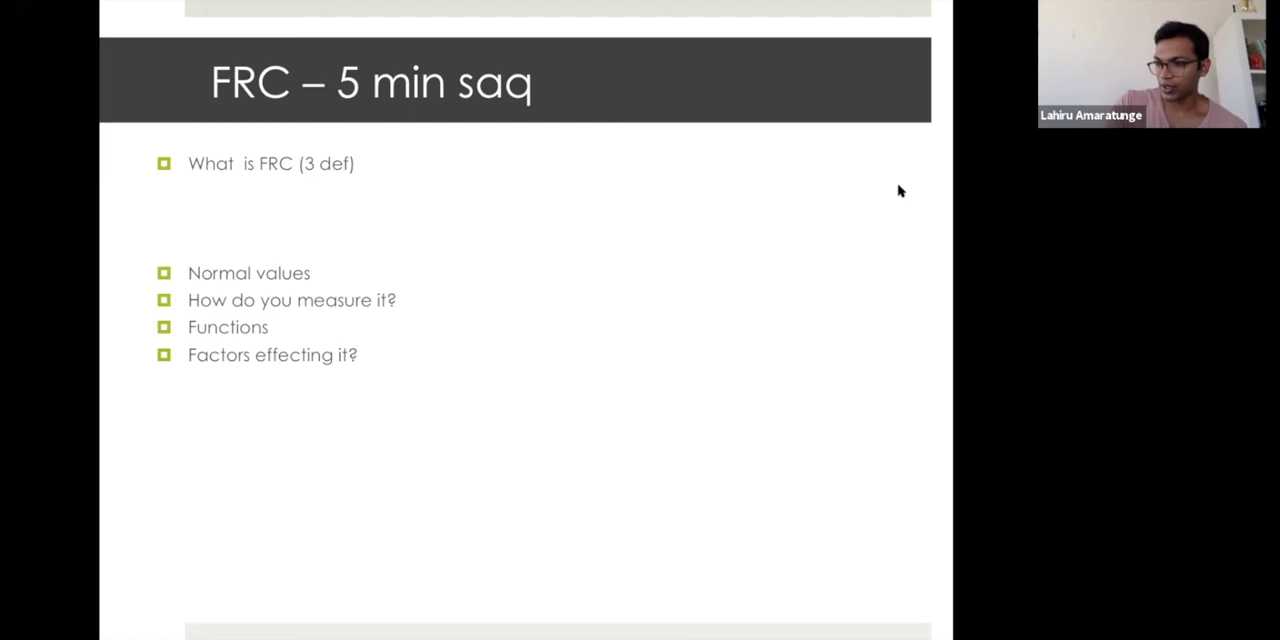 FRC – 5 min saq
What is FRC (3 def)
Normal values
How do you measure it?
Functions
Factors effecting it?
Lahiru Amaratunge